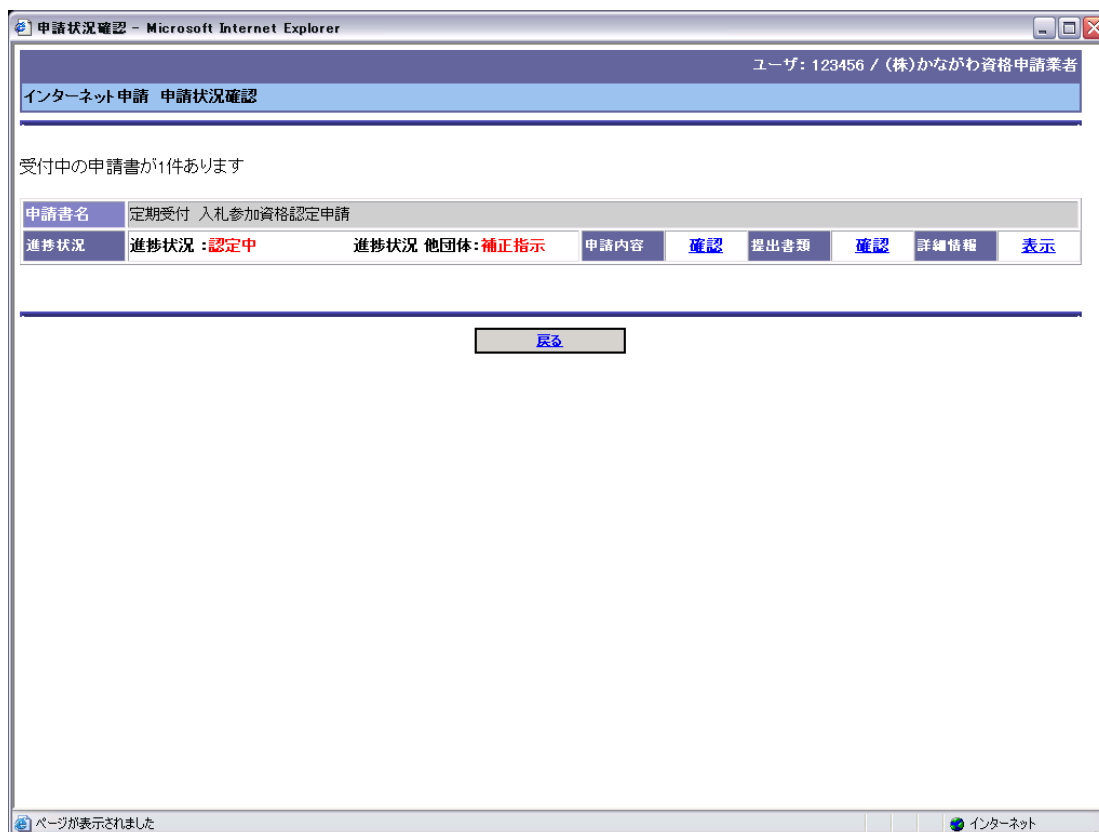 申請状況確認 - Microsoft Internet Explorer
ユーザ: 123456 / (株)かながわ資格申請業者
インターネット申請 申請状況確認
受付中の申請書が1件あります
申請書名 定期受付 入札参加資格認定申請
進捗状況 進捗状況 :認定中 進捗状況 他団体:補正指示 申請内容 確認 提出書類 確認 詳細情報 表示
戻る
ページが表示されました インターネット